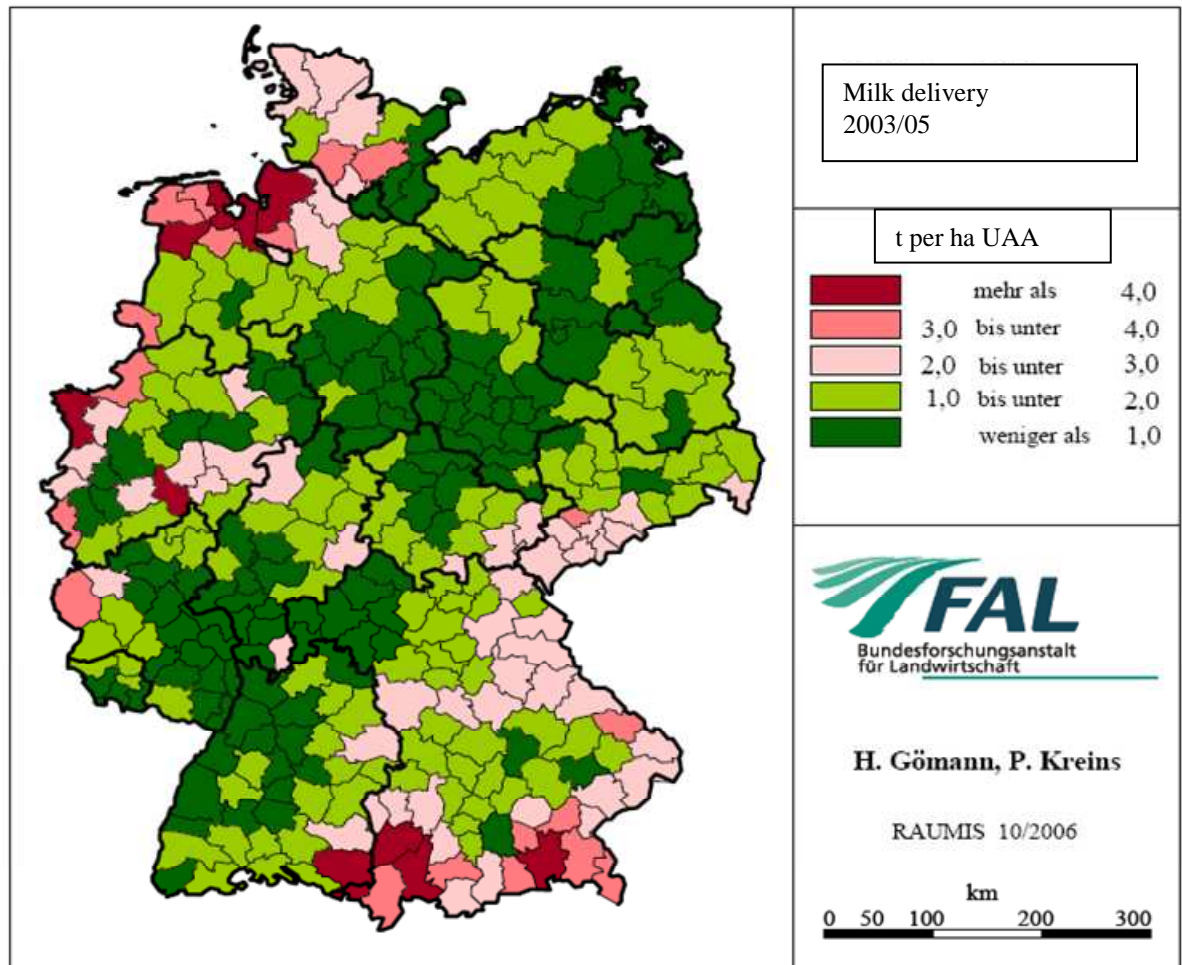 Milk delivery
2003/05
t per ha UAA
mehr als 4,0
3,0 bis unter 4,0
2,0 bis unter 3,0
1,0 bis unter 2,0
weniger als 1,0
FAL
Bundesforschungsanstalt
für Landwirtschaft
H. Gömann, P. Kreins
RAUMIS 10/2006
km
0 50 100 200 300